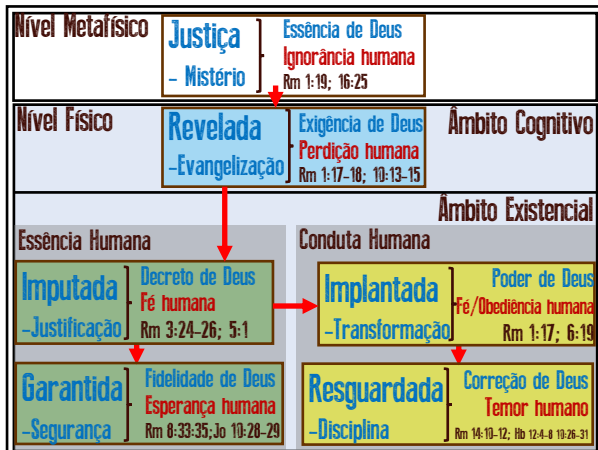 Nível Metafísico
Justiça
- Mistério
Essência de Deus
Ignorância humana
Rm 1:19; 16:25
Nível Físico
Âmbito Cognitivo
Revelada
-Evangelização
Exigência de Deus
Perdição humana
Rm 1:17-18; 10:13-15
Âmbito Existencial
Essência Humana
Imputada
-Justificação
Decreto de Deus
Fé humana
Rm 3:24-26; 5:1
Garantida
-Segurança
Fidelidade de Deus
Esperança humana
Rm 8:33:35;Jo 10:28-29
Conduta Humana
Implantada
-Transformação
Poder de Deus
Fé/Obediência humana
Rm 1:17; 6:19
Resguardada
-Disciplina
Correção de Deus
Temor humano
Rm 14:10-12; Hb 12:4-8 10:26-31